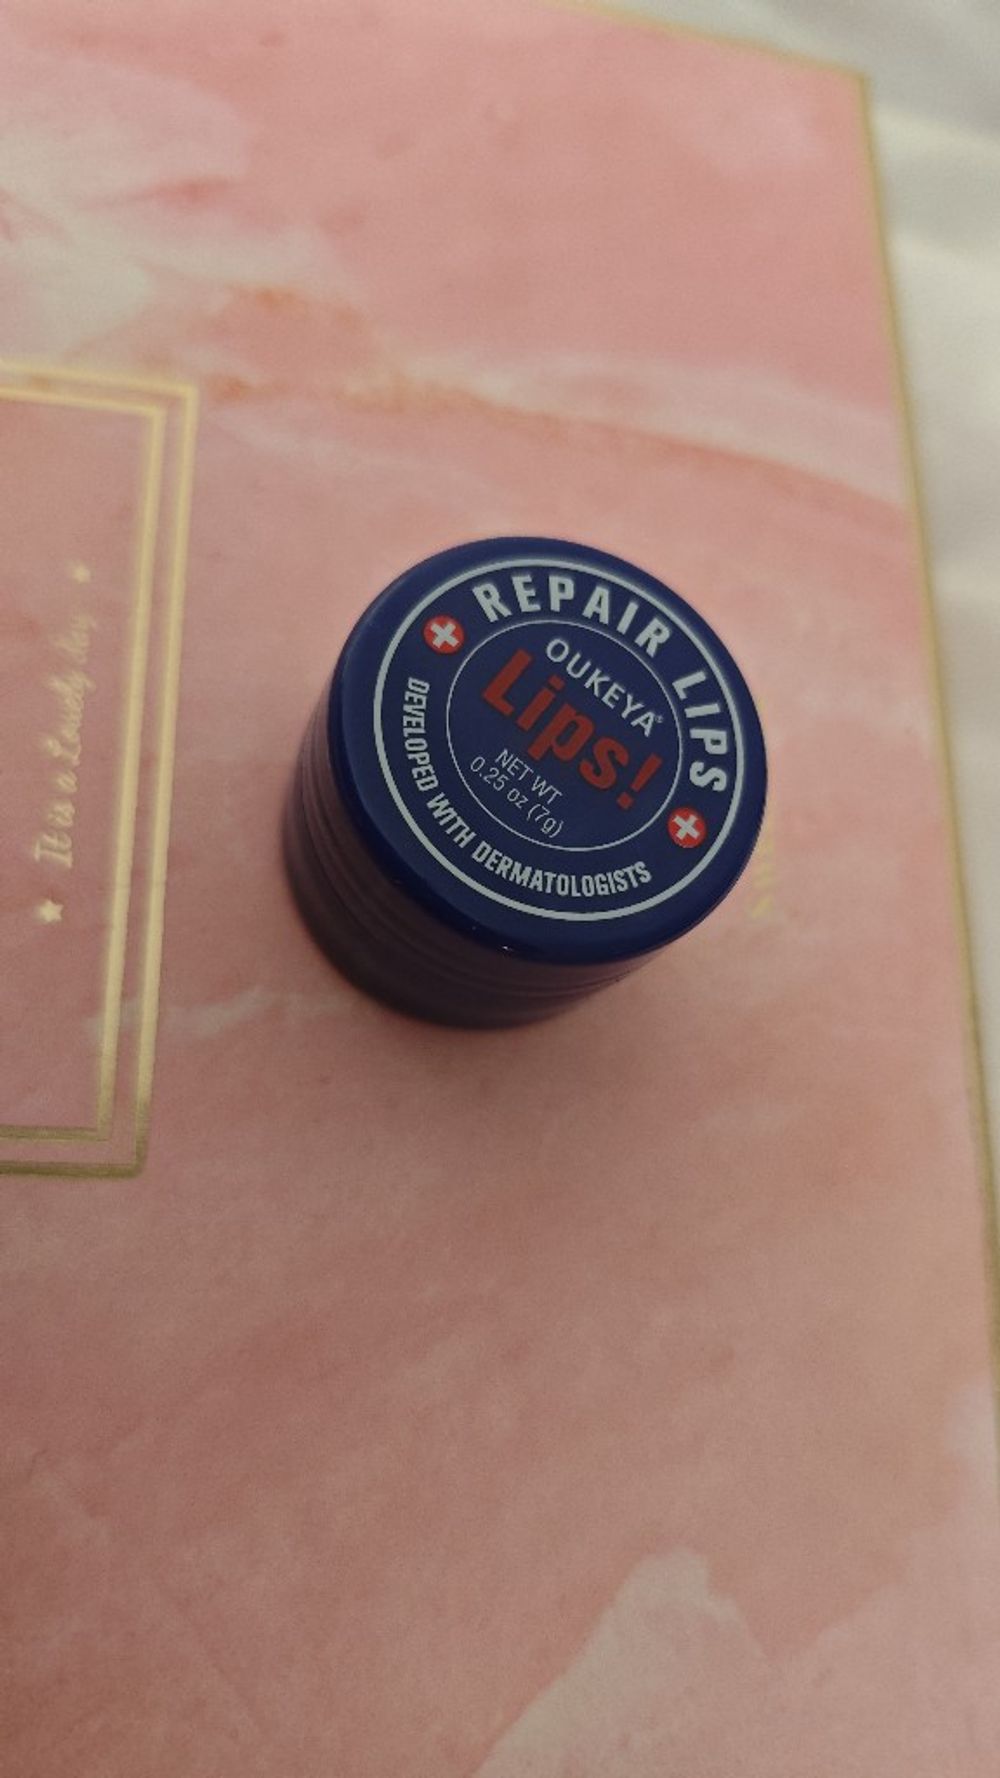 REPAIR LIPS
OUKEYA®
Lips!
NET WT
0.25 oz (7g)
DEVELOPED WITH DERMATOLOGISTS
It is a Lovely day